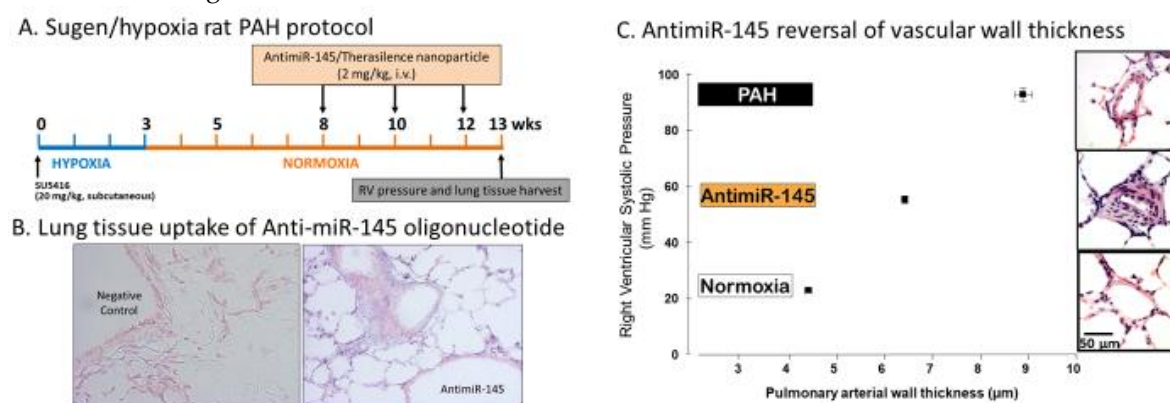 A. Sugen/hypoxia rat PAH protocol
AntimiR-145/Therasilence nanoparticle
(2 mg/kg, i.v.)
0 3 5 8 10 12 13 wks
HYPOXIA NORMOXIA
SU5416
(20 mg/kg, subcutaneous)
RV pressure and lung tissue harvest
B. Lung tissue uptake of Anti-miR-145 oligonucleotide
Negative
Control
AntimiR-145
C. AntimiR-145 reversal of vascular wall thickness
Right Ventricular Systolic Pressure
(mm Hg)
100
80
60
40
20
0
PAH
AntimiR-145
Normoxia
50 µm
3 4 5 6 7 8 9 10
Pulmonary arterial wall thickness (µm)